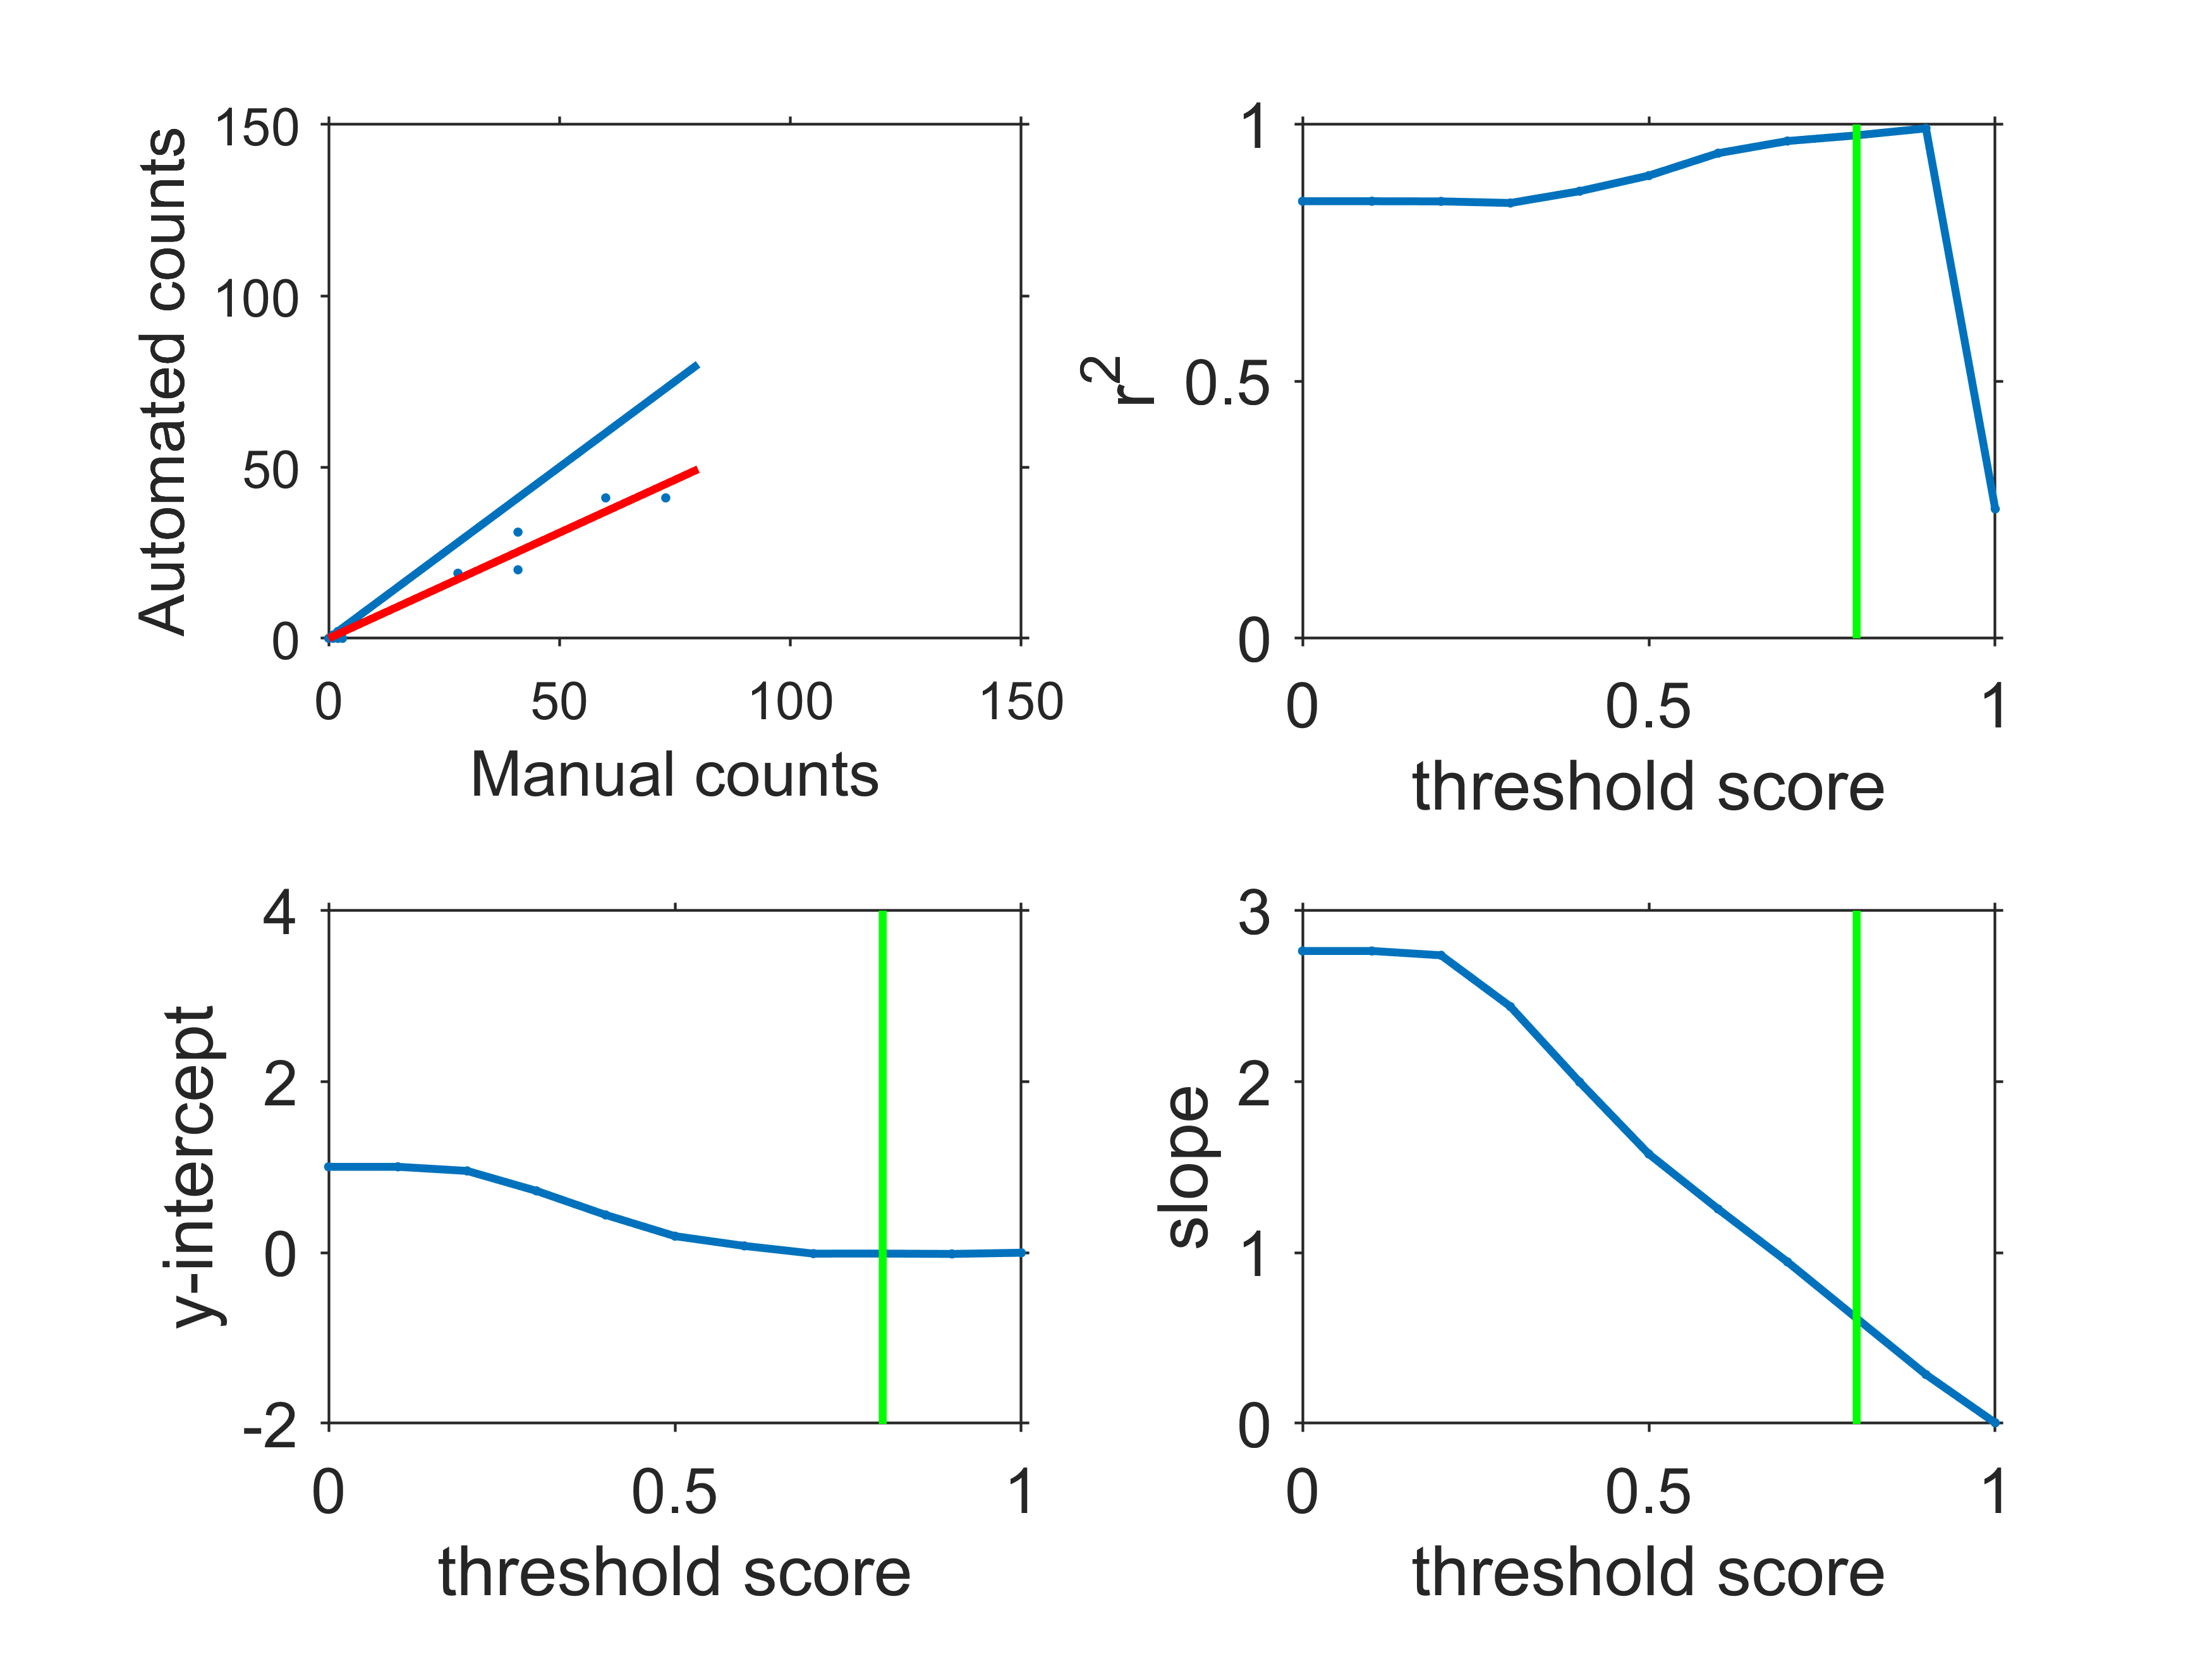 150
100
50
0
Automated counts
0 50 100 150
Manual counts
1
0.5
0
r²
0 0.5 1
threshold score
4
2
0
-2
y-intercept
0 0.5 1
threshold score
3
2
1
0
slope
0 0.5 1
threshold score